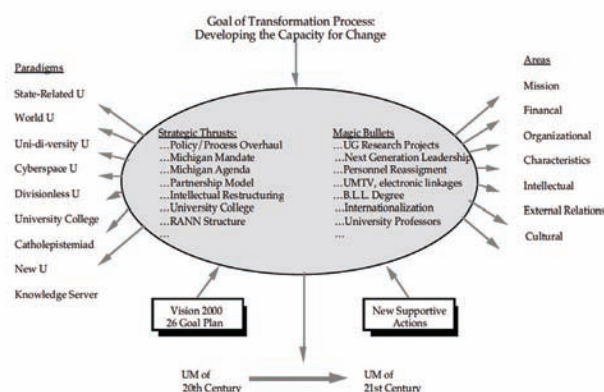 Goal of Transformation Process:
Developing the Capacity for Change
Paradigms
State-Related U
World U
Uni-di-versity U
Cyberspace U
Divisionless U
University College
Catholepistemiad
New U
Knowledge Server
Strategic Thrusts:
...Policy/Process Overhaul
...Michigan Mandate
...Michigan Agenda
...Partnership Model
...Intellectual Restructuring
...University College
...RANN Structure
...
Magic Bullets
...UG Research Projects
...Next Generation Leadership
...Personnel Reassigment
...UMTV, electronic linkages
...B.L.L. Degree
...Internationalization
...University Professors
...
Areas
Mission
Financal
Organizational
Characteristics
Intellectual
External Relations
Cultural
Vision 2000
26 Goal Plan
New Supportive
Actions
UM of
20th Century
UM of
21st Century